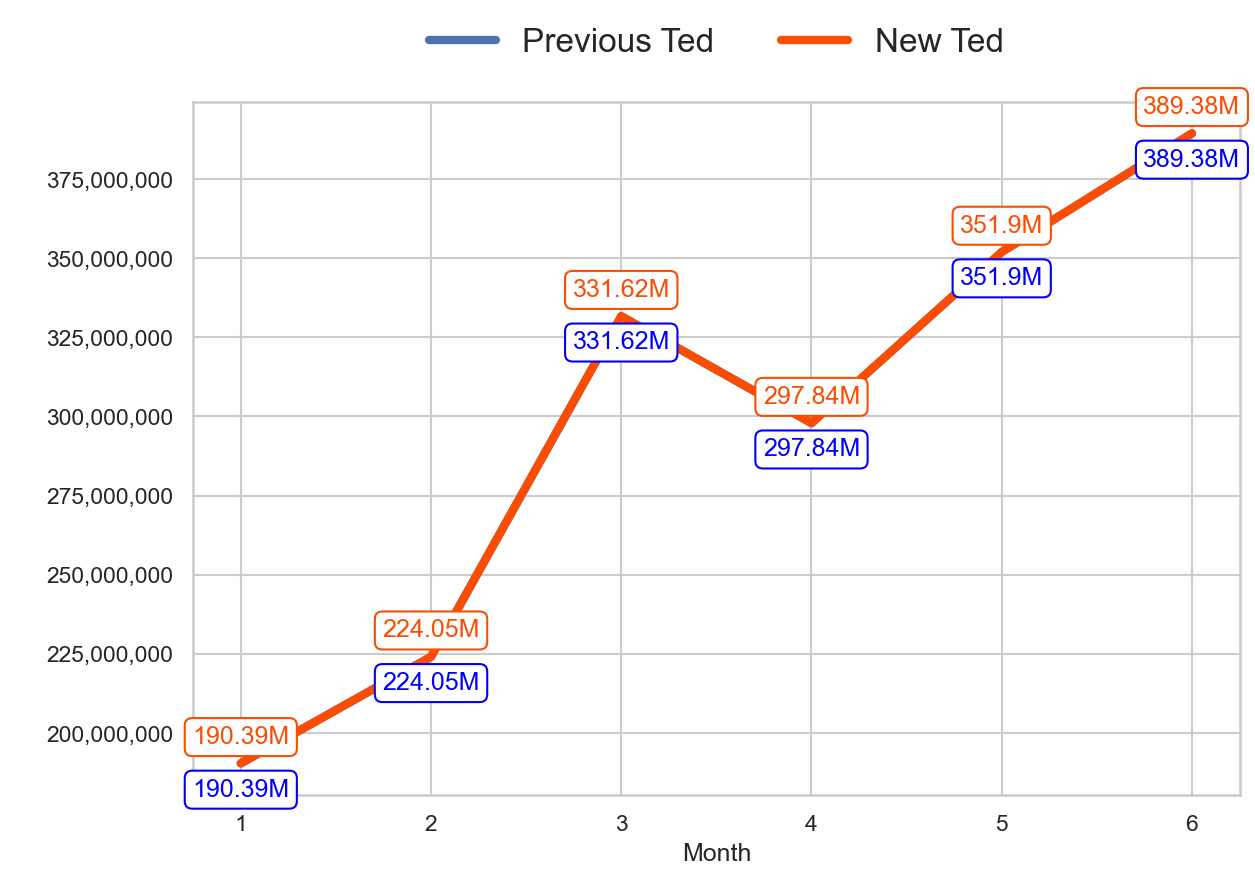 Previous Ted New Ted
389.38M
389.38M
375,000,000
351.9M
350,000,000
351.9M
331.62M
325,000,000
331.62M
297.84M
300,000,000
297.84M
275,000,000
250,000,000
224.05M
225,000,000
224.05M
200,000,000
190.39M
190.39M
1 2 3 4 5 6
Month